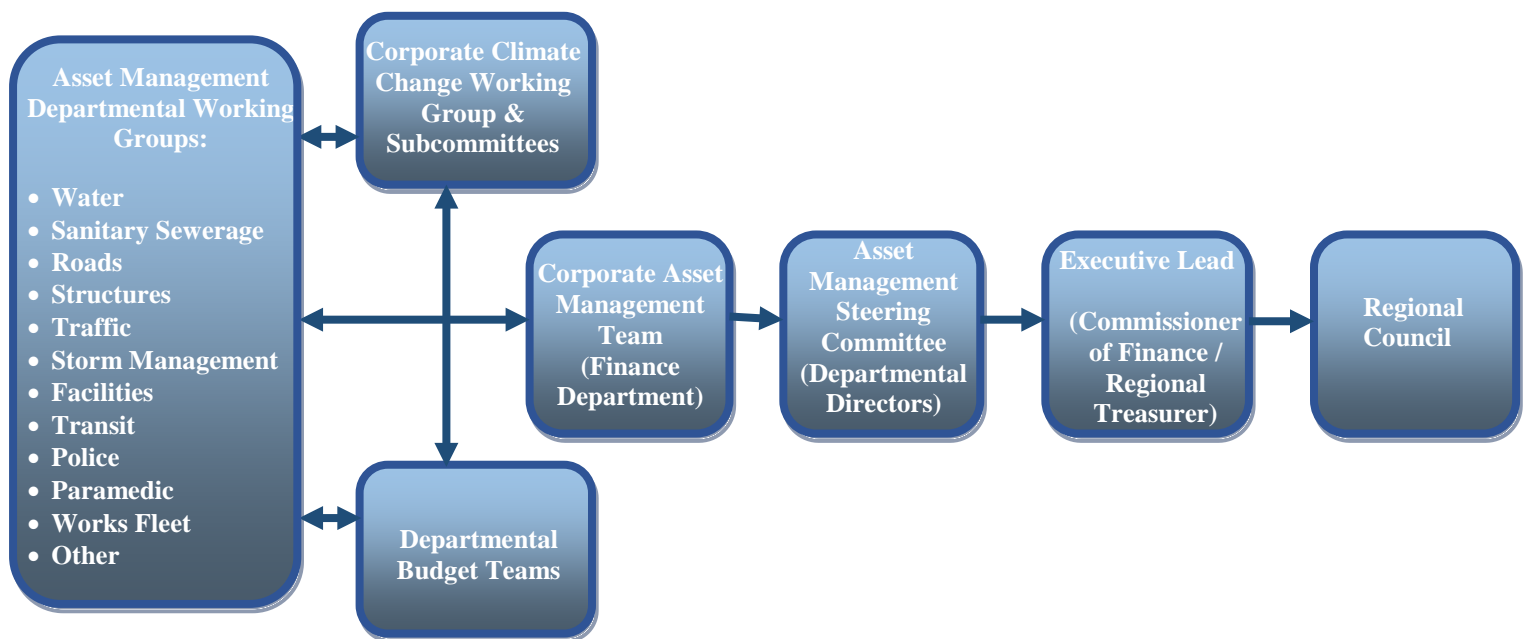 Asset Management
Departmental Working
Groups:
• Water
• Sanitary Sewerage
• Roads
• Structures
• Traffic
• Storm Management
• Facilities
• Transit
• Police
• Paramedic
• Works Fleet
• Other
Corporate Climate
Change Working
Group &
Subcommittees
Departmental
Budget Teams
Corporate Asset
Management
Team
(Finance
Department)
Asset
Management
Steering
Committee
(Departmental
Directors)
Executive Lead
(Commissioner
of Finance /
Regional
Treasurer)
Regional
Council